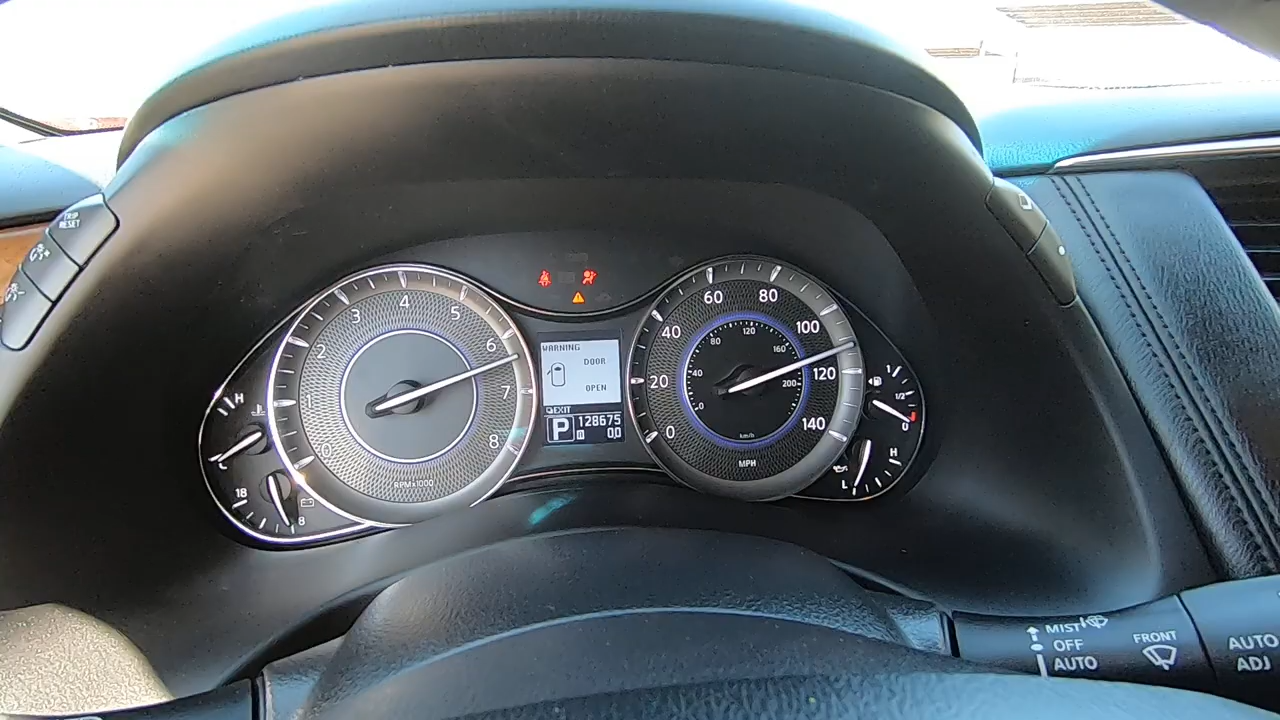 TRIP
RESET
4
3
5
2
6
1
7
0
8
RPMx1000
H
C
18
8
WARNING
DOOR
OPEN
EXIT
P
128675
0.0
60
80
40
100
20
120
0
140
80
120
160
40
200
0
km/h
MPH
1
1/2
0
H
L
MIST
OFF
AUTO
FRONT
AUTO
ADJ